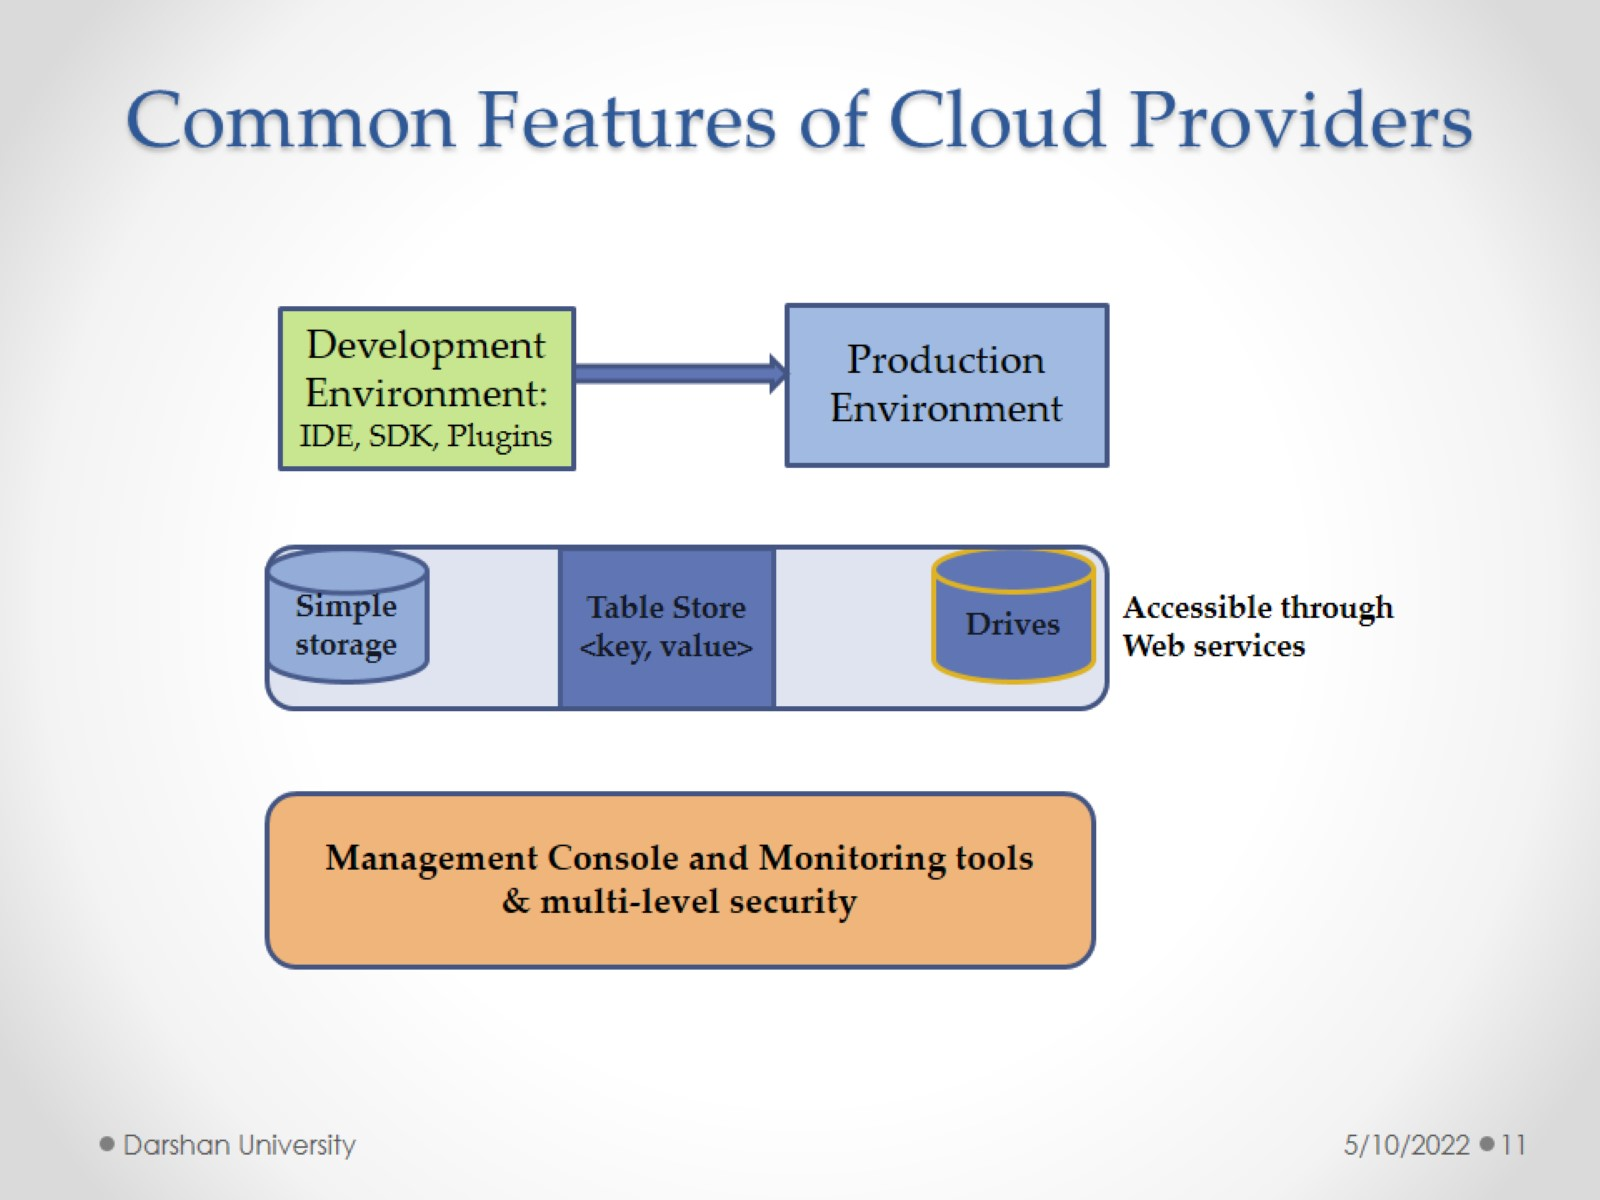 Common Features of Cloud Providers
Development
Environment:
IDE, SDK, Plugins
Production
Environment
Simple
storage
Table Store
<key, value>
Drives
Accessible through
Web services
Management Console and Monitoring tools
& multi-level security
Darshan University
5/10/2022
11